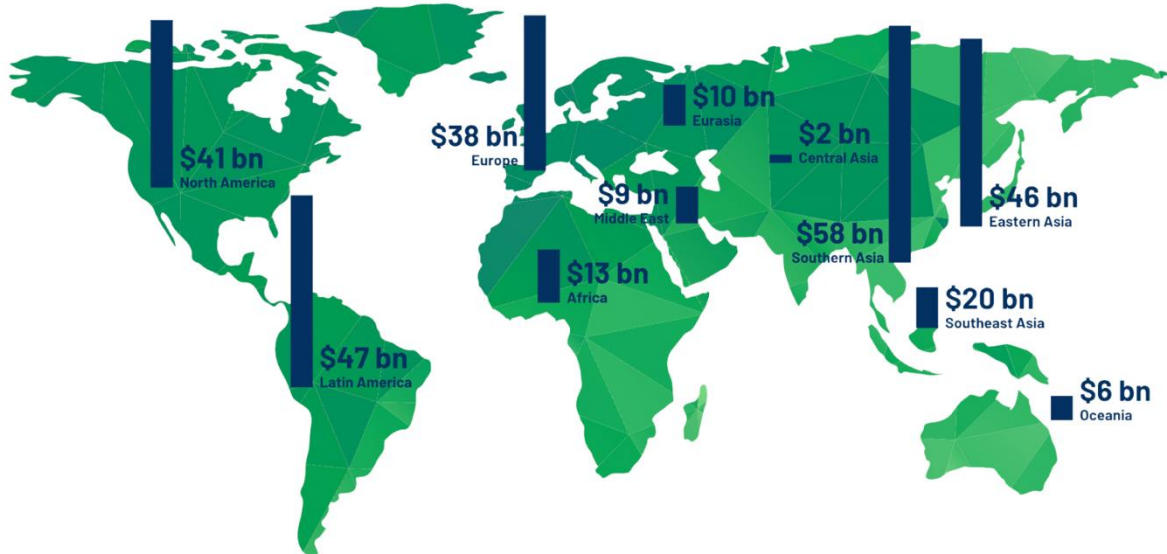 $41 bn
North America
$47 bn
Latin America
$38 bn
Europe
$10 bn
Eurasia
$9 bn
Middle East
$13 bn
Africa
$2 bn
Central Asia
$58 bn
Southern Asia
$46 bn
Eastern Asia
$20 bn
Southeast Asia
$6 bn
Oceania